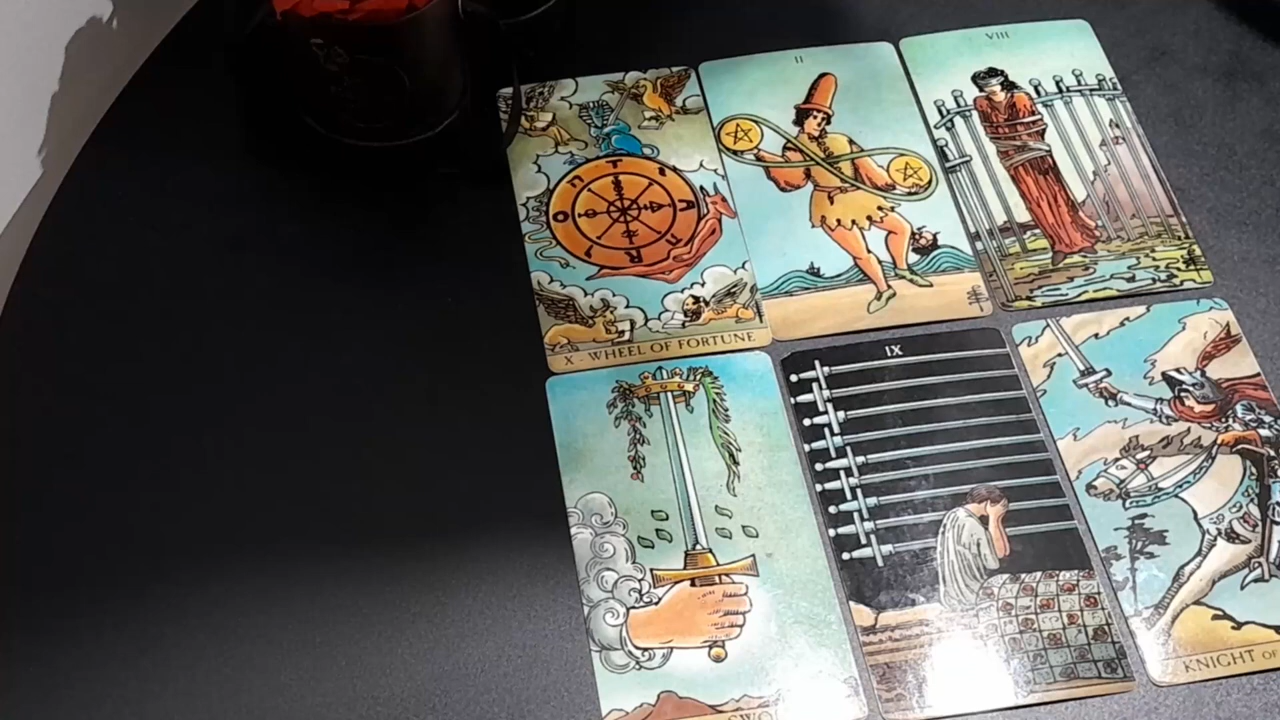 II
VIII
X - WHEEL OF FORTUNE
IX
KNIGHT OF